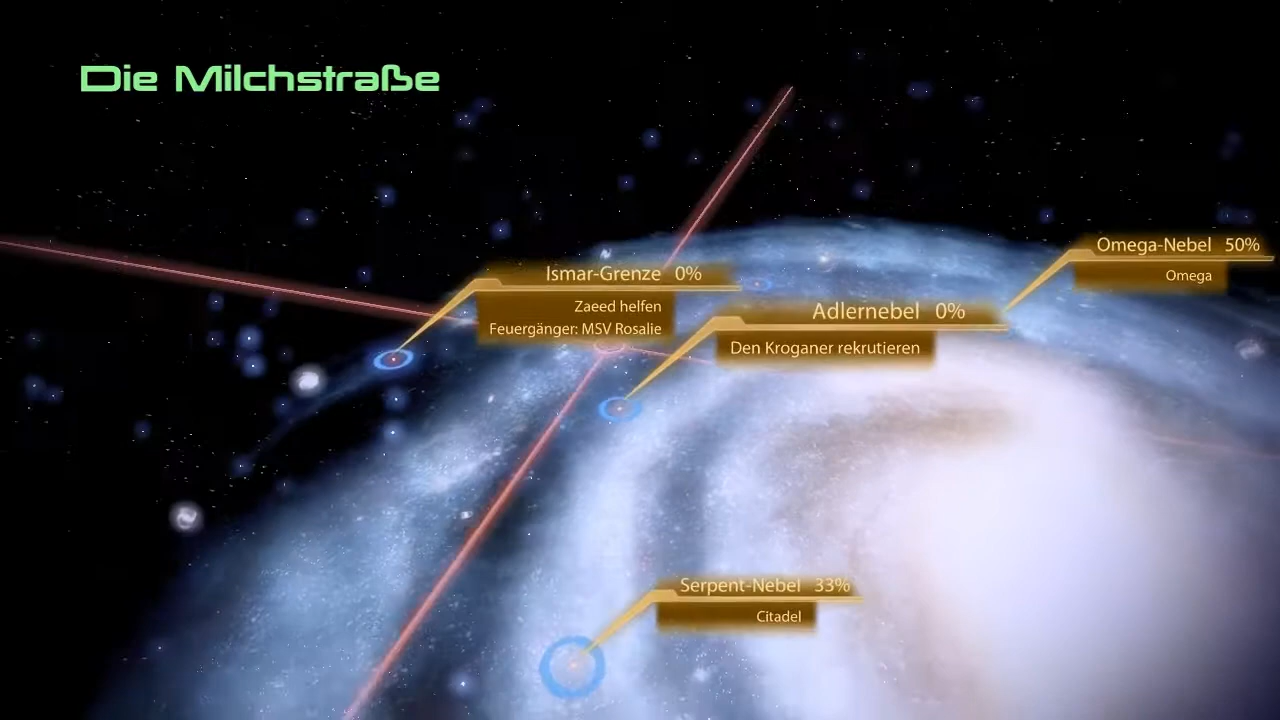 Die Milchstraße
Omega-Nebel 50%
Omega
Ismar-Grenze 0%
Zaeed helfen
Feuergänger: MSV Rosalie
Adlernebel 0%
Den Kroganer rekrutieren
Serpent-Nebel 33%
Citadel